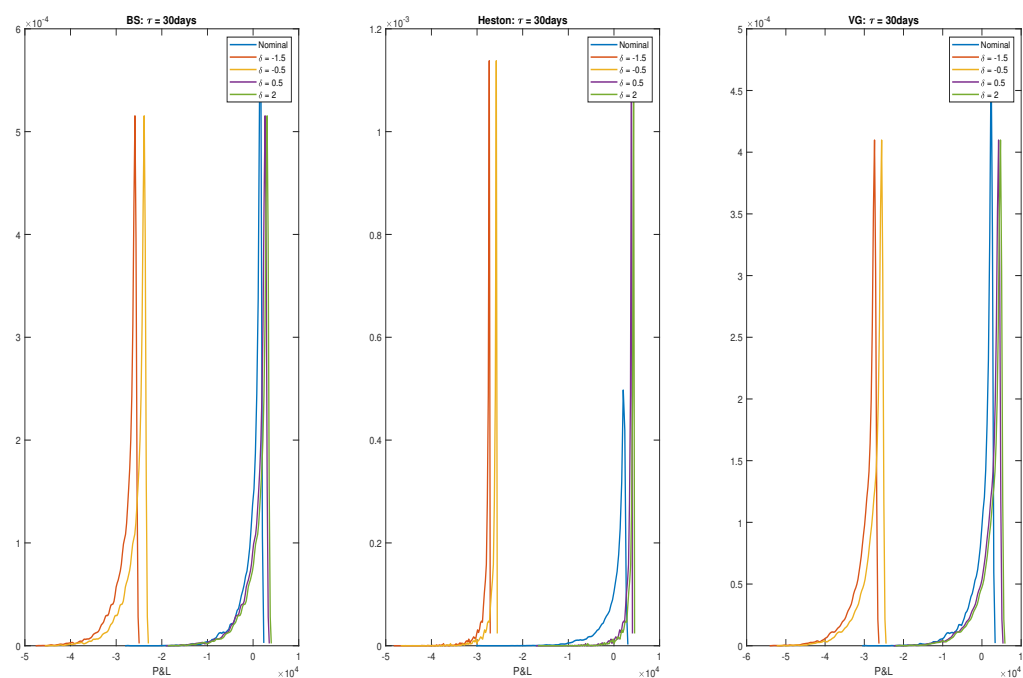 BS: τ = 30days
×10⁻⁴
6
5
4
3
2
1
0
-5
-4
-3
-2
-1
0
1
P&L
×10⁴
Nominal
δ = -1.5
δ = -0.5
δ = 0.5
δ = 2
Heston: τ = 30days
×10⁻³
1.2
1
0.8
0.6
0.4
0.2
0
-5
-4
-3
-2
-1
0
1
P&L
×10⁴
Nominal
δ = -1.5
δ = -0.5
δ = 0.5
δ = 2
VG: τ = 30days
×10⁻⁴
5
4.5
4
3.5
3
2.5
2
1.5
1
0.5
0
-6
-5
-4
-3
-2
-1
0
1
P&L
×10⁴
Nominal
δ = -1.5
δ = -0.5
δ = 0.5
δ = 2